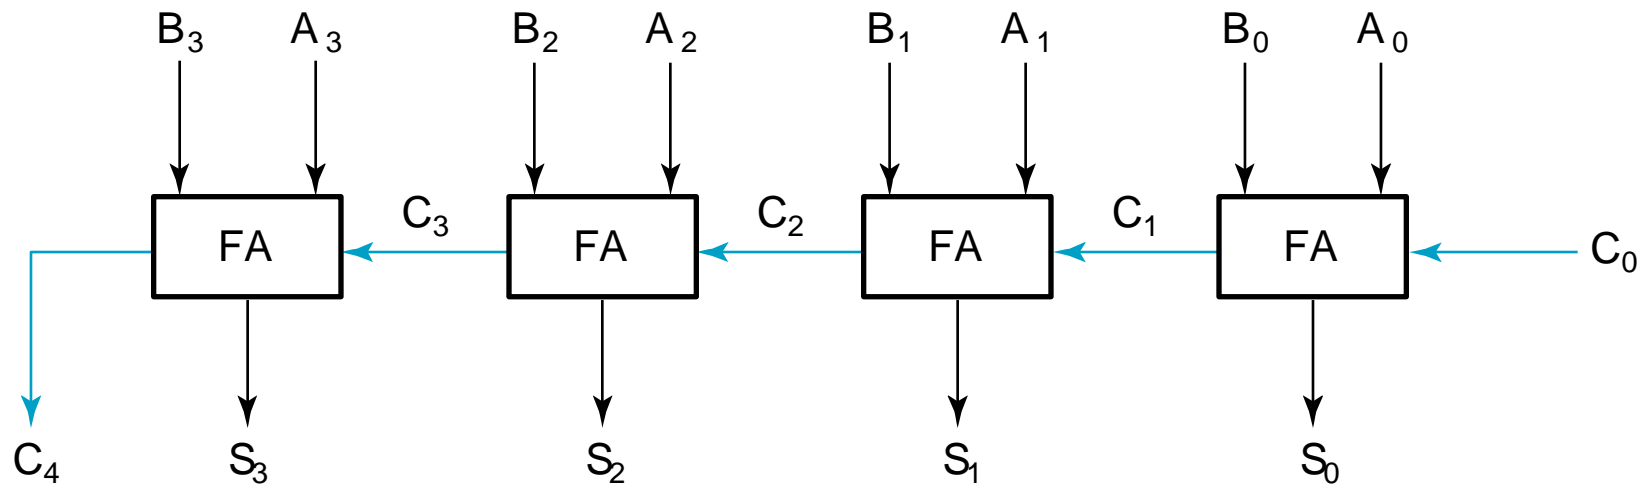 B3 A3 B2 A2 B1 A1 B0 A0
C3 C2 C1
FA FA FA FA C0
C4 S3 S2 S1 S0